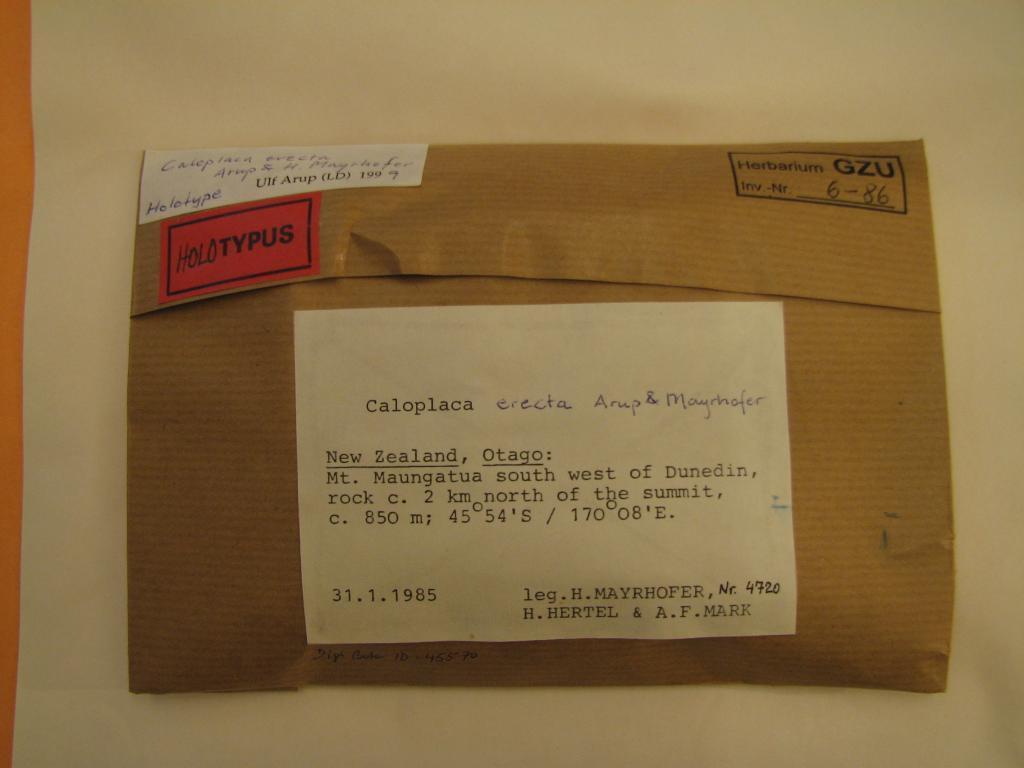 Caloplaca erecta
Arup & H. Mayrhofer
Ulf Arup (LD) 1999
Holotype
HOLOTYPUS
Herbarium GZU
Inv.-Nr. 6-86
Caloplaca erecta Arup & Mayrhofer
New Zealand, Otago:
Mt. Maungatua south west of Dunedin,
rock c. 2 km north of the summit,
c. 850 m; 45°54'S / 170°08'E.
31.1.1985 leg.H.MAYRHOFER, Nr. 4720
H.HERTEL & A.F.MARK
ID 45570